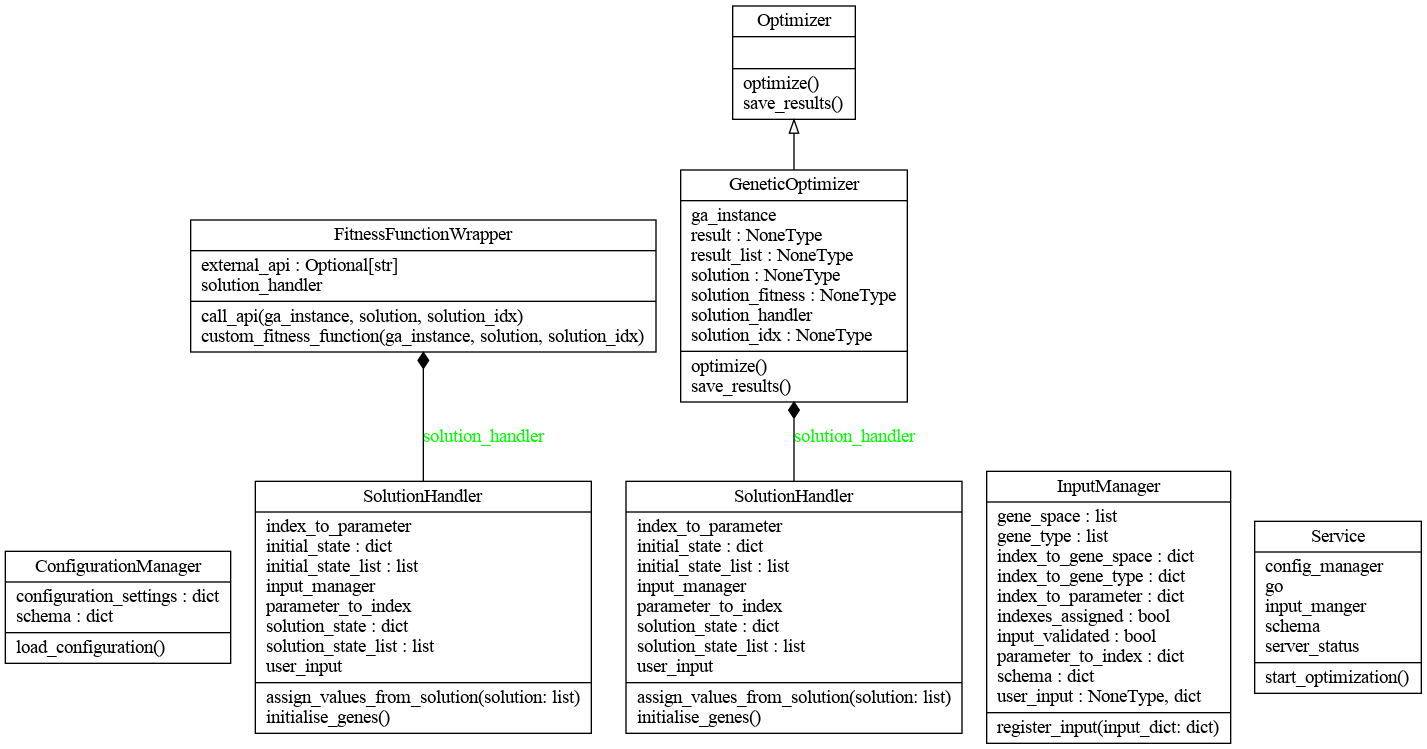 Optimizer
optimize()
save_results()
GeneticOptimizer
ga_instance
result : NoneType
result_list : NoneType
solution : NoneType
solution_fitness : NoneType
solution_handler
solution_idx : NoneType
optimize()
save_results()
FitnessFunctionWrapper
external_api : Optional[str]
solution_handler
call_api(ga_instance, solution, solution_idx)
custom_fitness_function(ga_instance, solution, solution_idx)
solution_handler
solution_handler
ConfigurationManager
configuration_settings : dict
schema : dict
load_configuration()
SolutionHandler
index_to_parameter
initial_state : dict
initial_state_list : list
input_manager
parameter_to_index
solution_state : dict
solution_state_list : list
user_input
assign_values_from_solution(solution: list)
initialise_genes()
SolutionHandler
index_to_parameter
initial_state : dict
initial_state_list : list
input_manager
parameter_to_index
solution_state : dict
solution_state_list : list
user_input
assign_values_from_solution(solution: list)
initialise_genes()
InputManager
gene_space : list
gene_type : list
index_to_gene_space : dict
index_to_gene_type : dict
index_to_parameter : dict
indexes_assigned : bool
input_validated : bool
parameter_to_index : dict
schema : dict
user_input : NoneType, dict
register_input(input_dict: dict)
Service
config_manager
go
input_manger
schema
server_status
start_optimization()